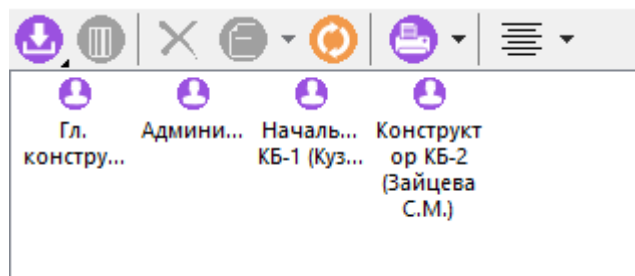 Гл.
констру...
Админи...
Началь...
КБ-1 (Куз...
Конструкт
ор КБ-2
(Зайцева
С.М.)